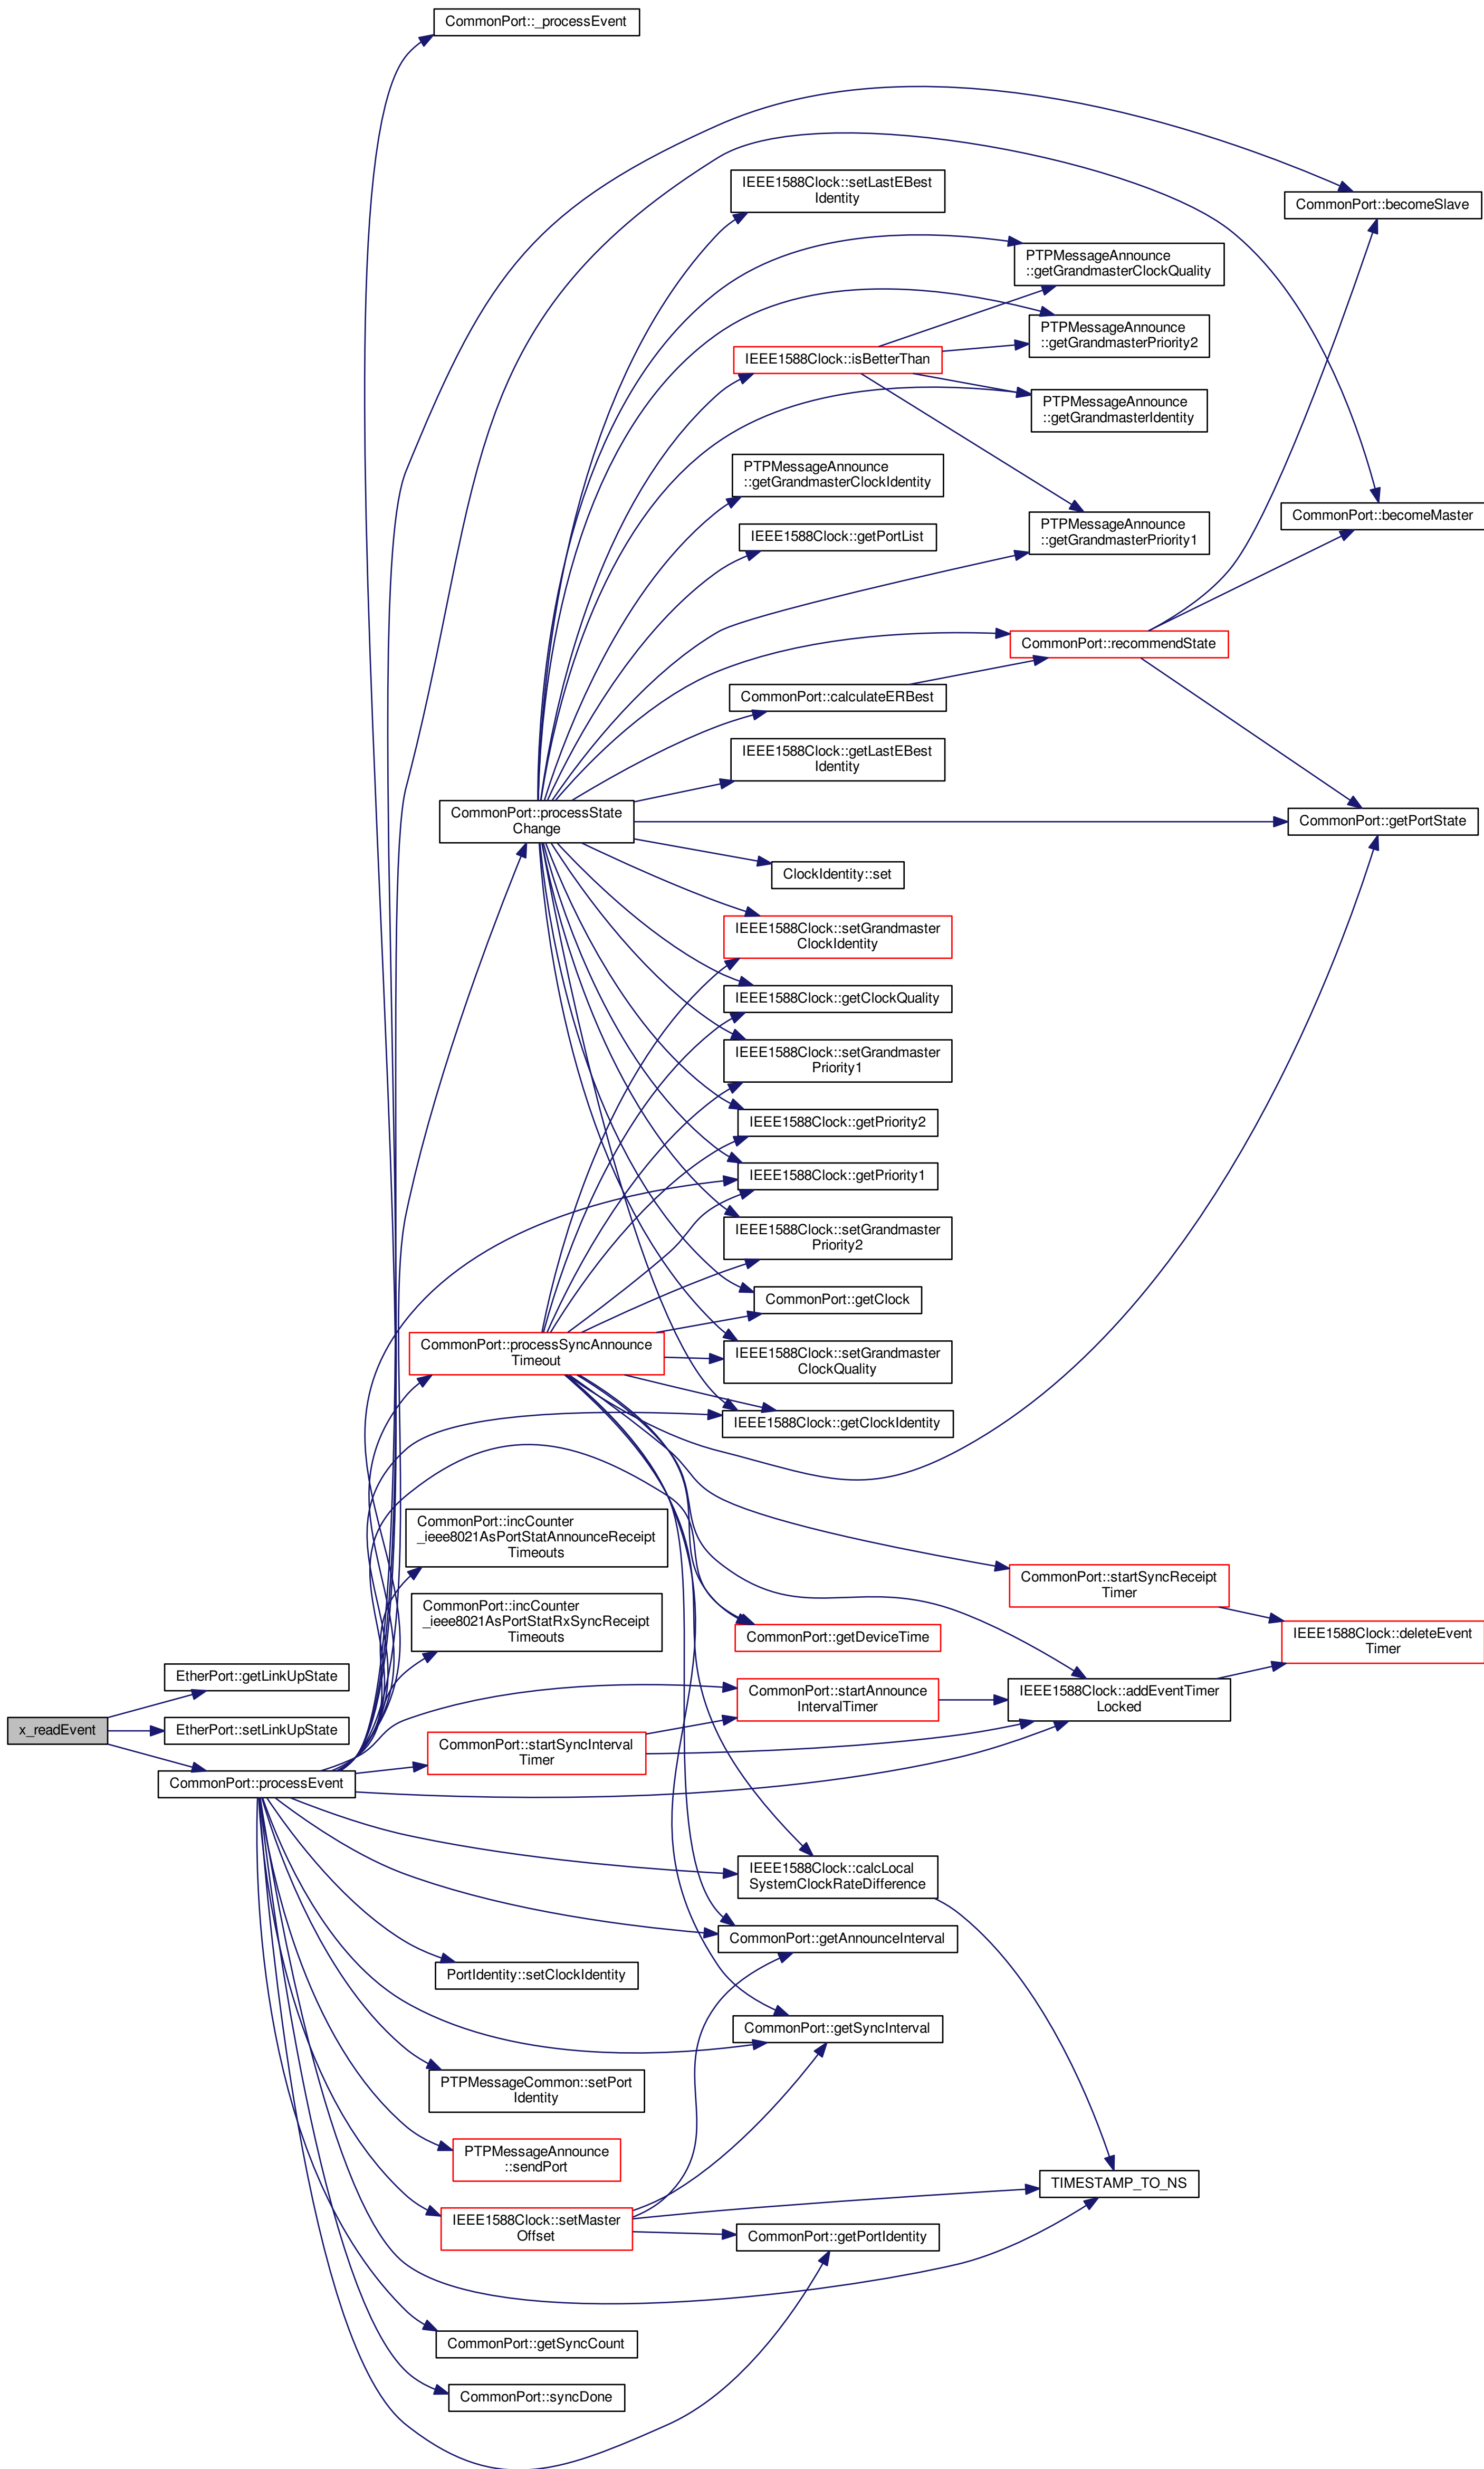 CommonPort::_processEvent
CommonPort::becomeSlave
IEEE1588Clock::setLastEBest
Identity
PTPMessageAnnounce
::getGrandmasterClockQuality
PTPMessageAnnounce
::getGrandmasterPriority2
IEEE1588Clock::isBetterThan
PTPMessageAnnounce
::getGrandmasterIdentity
PTPMessageAnnounce
::getGrandmasterClockIdentity
CommonPort::becomeMaster
IEEE1588Clock::getPortList
PTPMessageAnnounce
::getGrandmasterPriority1
CommonPort::recommendState
CommonPort::calculateERBest
IEEE1588Clock::getLastEBest
Identity
CommonPort::processState
Change
CommonPort::getPortState
ClockIdentity::set
IEEE1588Clock::setGrandmaster
ClockIdentity
IEEE1588Clock::getClockQuality
IEEE1588Clock::setGrandmaster
Priority1
IEEE1588Clock::getPriority2
IEEE1588Clock::getPriority1
IEEE1588Clock::setGrandmaster
Priority2
CommonPort::getClock
CommonPort::processSyncAnnounce
Timeout
IEEE1588Clock::setGrandmaster
ClockQuality
IEEE1588Clock::getClockIdentity
CommonPort::incCounter
_ieee8021AsPortStatAnnounceReceipt
Timeouts
CommonPort::startSyncReceipt
Timer
CommonPort::incCounter
_ieee8021AsPortStatRxSyncReceipt
Timeouts
CommonPort::getDeviceTime
IEEE1588Clock::deleteEvent
Timer
EtherPort::getLinkUpState
CommonPort::startAnnounce
IntervalTimer
IEEE1588Clock::addEventTimer
Locked
x_readEvent
EtherPort::setLinkUpState
CommonPort::startSyncInterval
Timer
CommonPort::processEvent
IEEE1588Clock::calcLocal
SystemClockRateDifference
CommonPort::getAnnounceInterval
PortIdentity::setClockIdentity
CommonPort::getSyncInterval
PTPMessageCommon::setPort
Identity
PTPMessageAnnounce
::sendPort
TIMESTAMP_TO_NS
IEEE1588Clock::setMaster
Offset
CommonPort::getPortIdentity
CommonPort::getSyncCount
CommonPort::syncDone